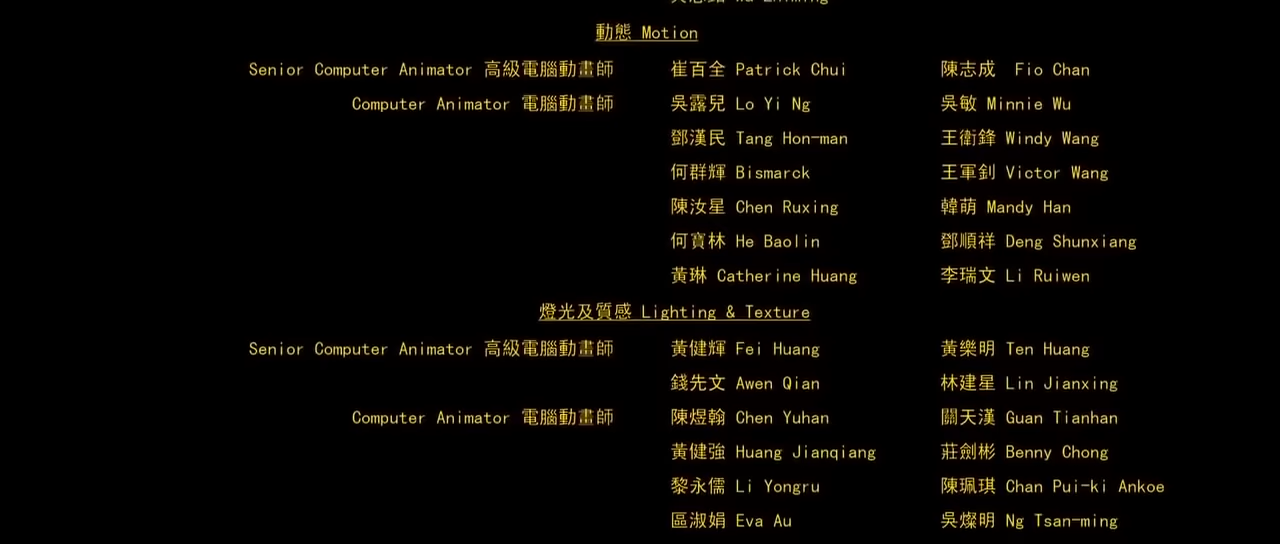 動態 Motion
Senior Computer Animator 高級電腦動畫師 崔百全 Patrick Chui 陳志成 Fio Chan
Computer Animator 電腦動畫師 吳露兒 Lo Yi Ng 吳敏 Minnie Wu
鄧漢民 Tang Hon-man 王衛鋒 Windy Wang
何群輝 Bismarck 王軍釗 Victor Wang
陳汝星 Chen Ruxing 韓萌 Mandy Han
何寶林 He Baolin 鄧順祥 Deng Shunxiang
黃琳 Catherine Huang 李瑞文 Li Ruiwen
燈光及質感 Lighting & Texture
Senior Computer Animator 高級電腦動畫師 黃健輝 Fei Huang 黃樂明 Ten Huang
錢先文 Awen Qian 林建星 Lin Jianxing
Computer Animator 電腦動畫師 陳煜翰 Chen Yuhan 關天漢 Guan Tianhan
黃健強 Huang Jianqiang 莊劍彬 Benny Chong
黎永儒 Li Yongru 陳珮琪 Chan Pui-ki Ankoe
區淑娟 Eva Au 吳燦明 Ng Tsan-ming